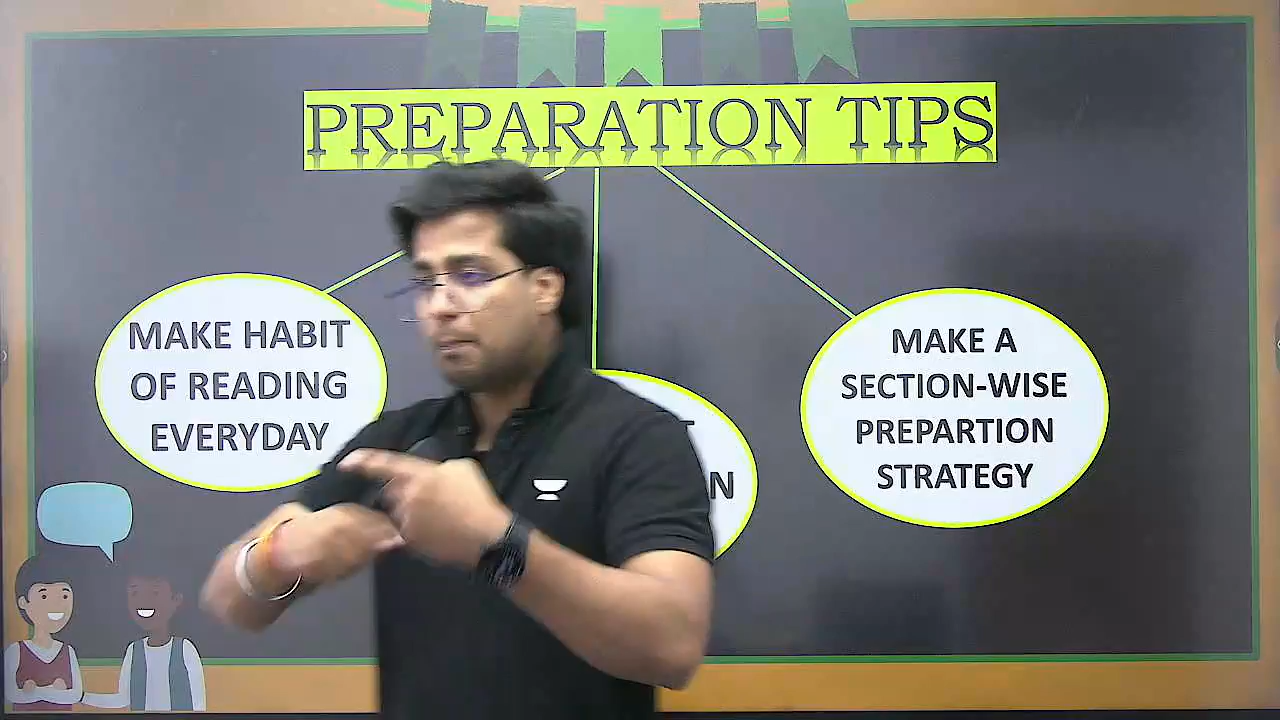 PREPARATION TIPS
MAKE HABIT
OF READING
EVERYDAY
MAKE A
SECTION-WISE
PREPARTION
STRATEGY